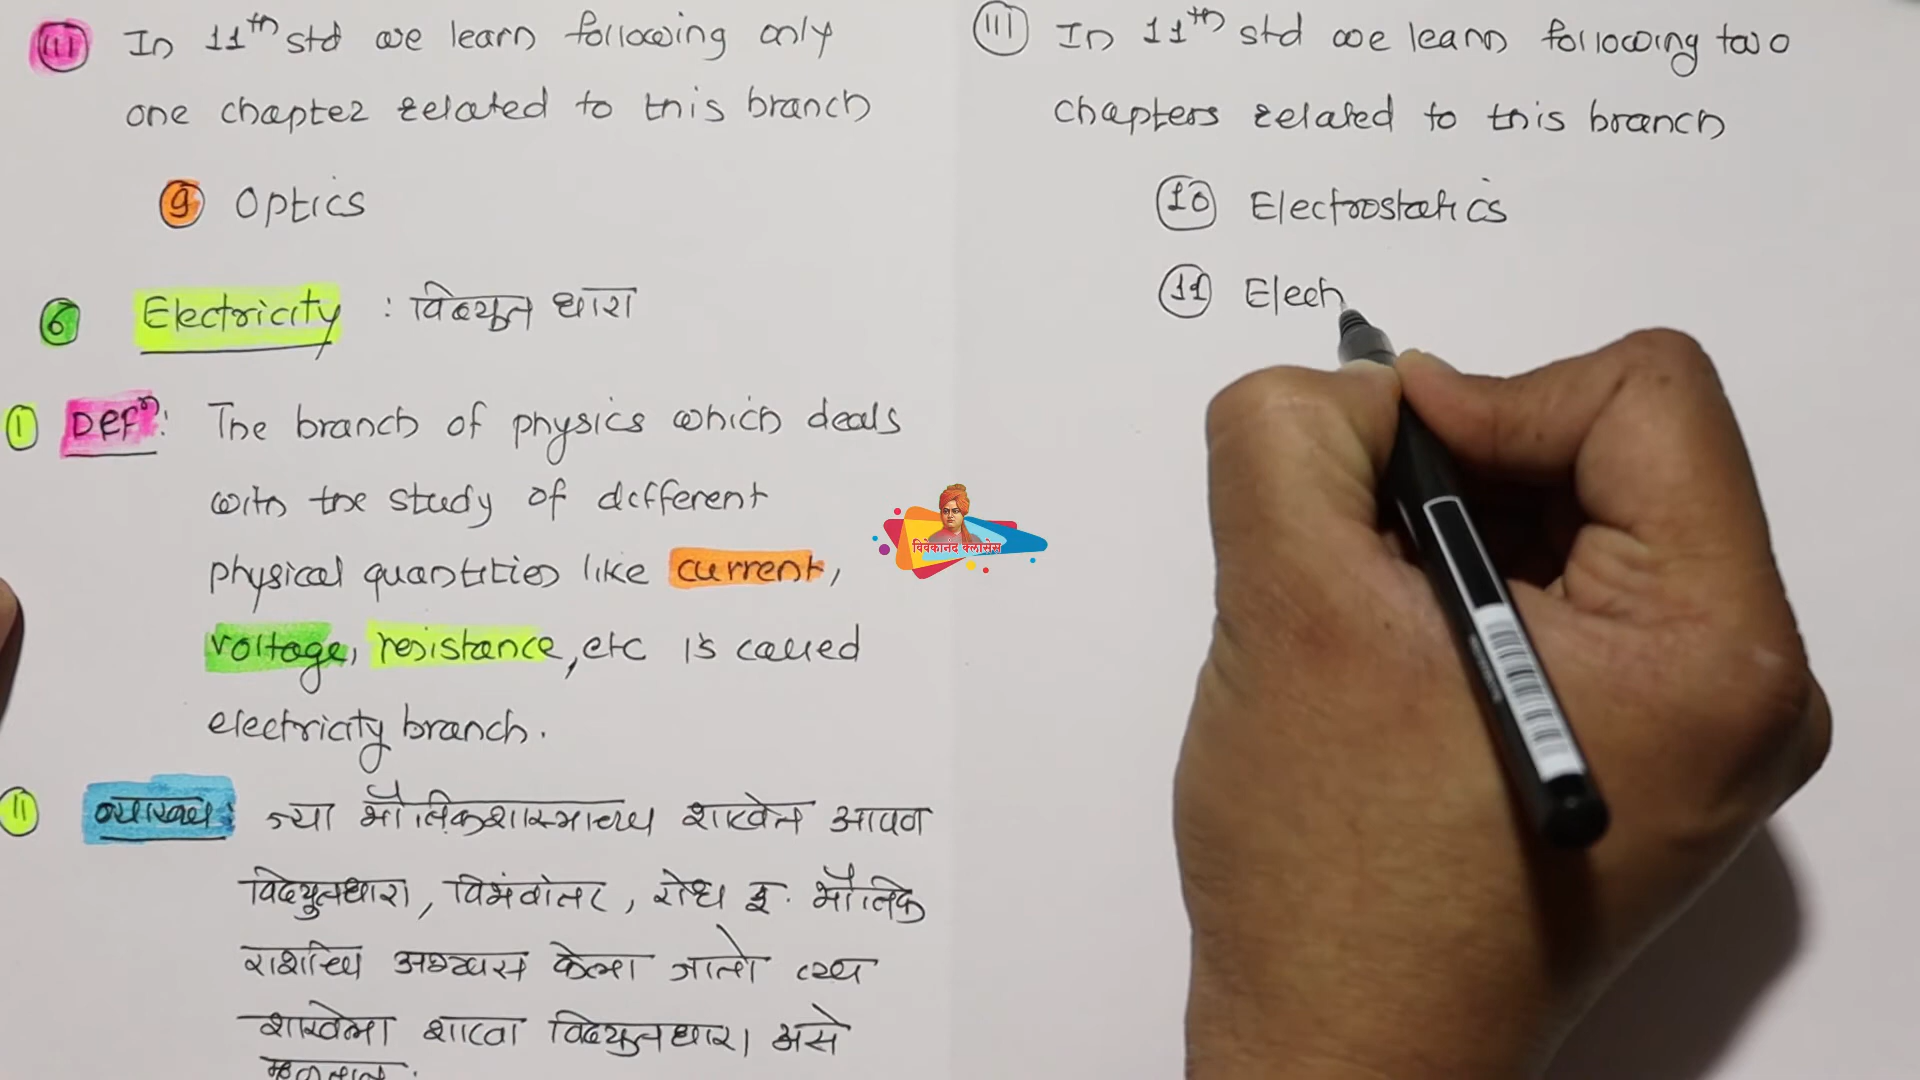 III In 11th std we learn following only
one chapter related to this branch
9 Optics
6 Electricity : विद्युत धारा
I Defn: The branch of physics which deals
with the study of different
physical quantities like current,
voltage, resistance, etc is called
electricity branch.
II व्याख्या: ज्या भौतिकशास्त्राच्या शाखेत आपण
विद्युतधारा, विभवांतर, रोध इ. भौतिक
राशींचा अभ्यास केला जातो त्या
शाखेला शाखा विद्युतधारा असे
म्हणतात.
III In 11th std we learn following two
chapters related to this branch
10 Electrostatics
11 Electr
विवेकानंद क्लासेस